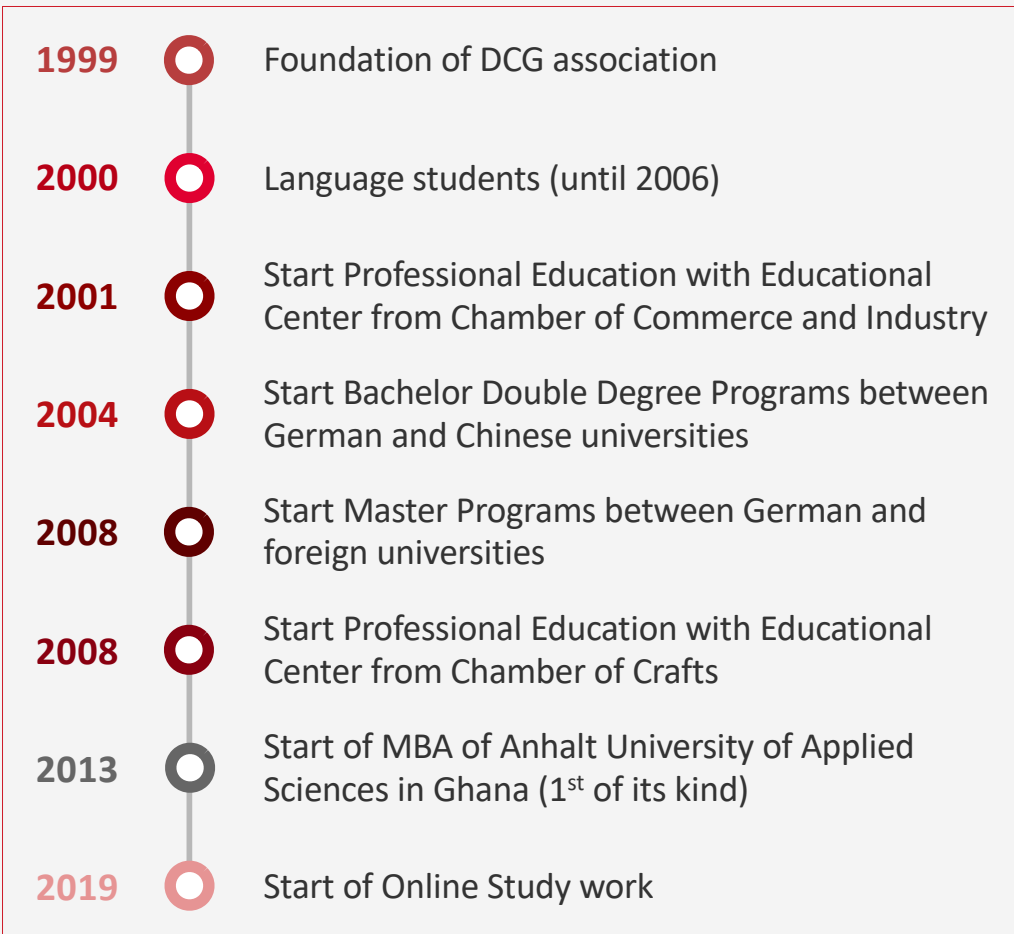 1999 Foundation of DCG association
2000 Language students (until 2006)
2001 Start Professional Education with Educational
Center from Chamber of Commerce and Industry
2004 Start Bachelor Double Degree Programs between
German and Chinese universities
2008 Start Master Programs between German and
foreign universities
2008 Start Professional Education with Educational
Center from Chamber of Crafts
2013 Start of MBA of Anhalt University of Applied
Sciences in Ghana (1st of its kind)
2019 Start of Online Study work